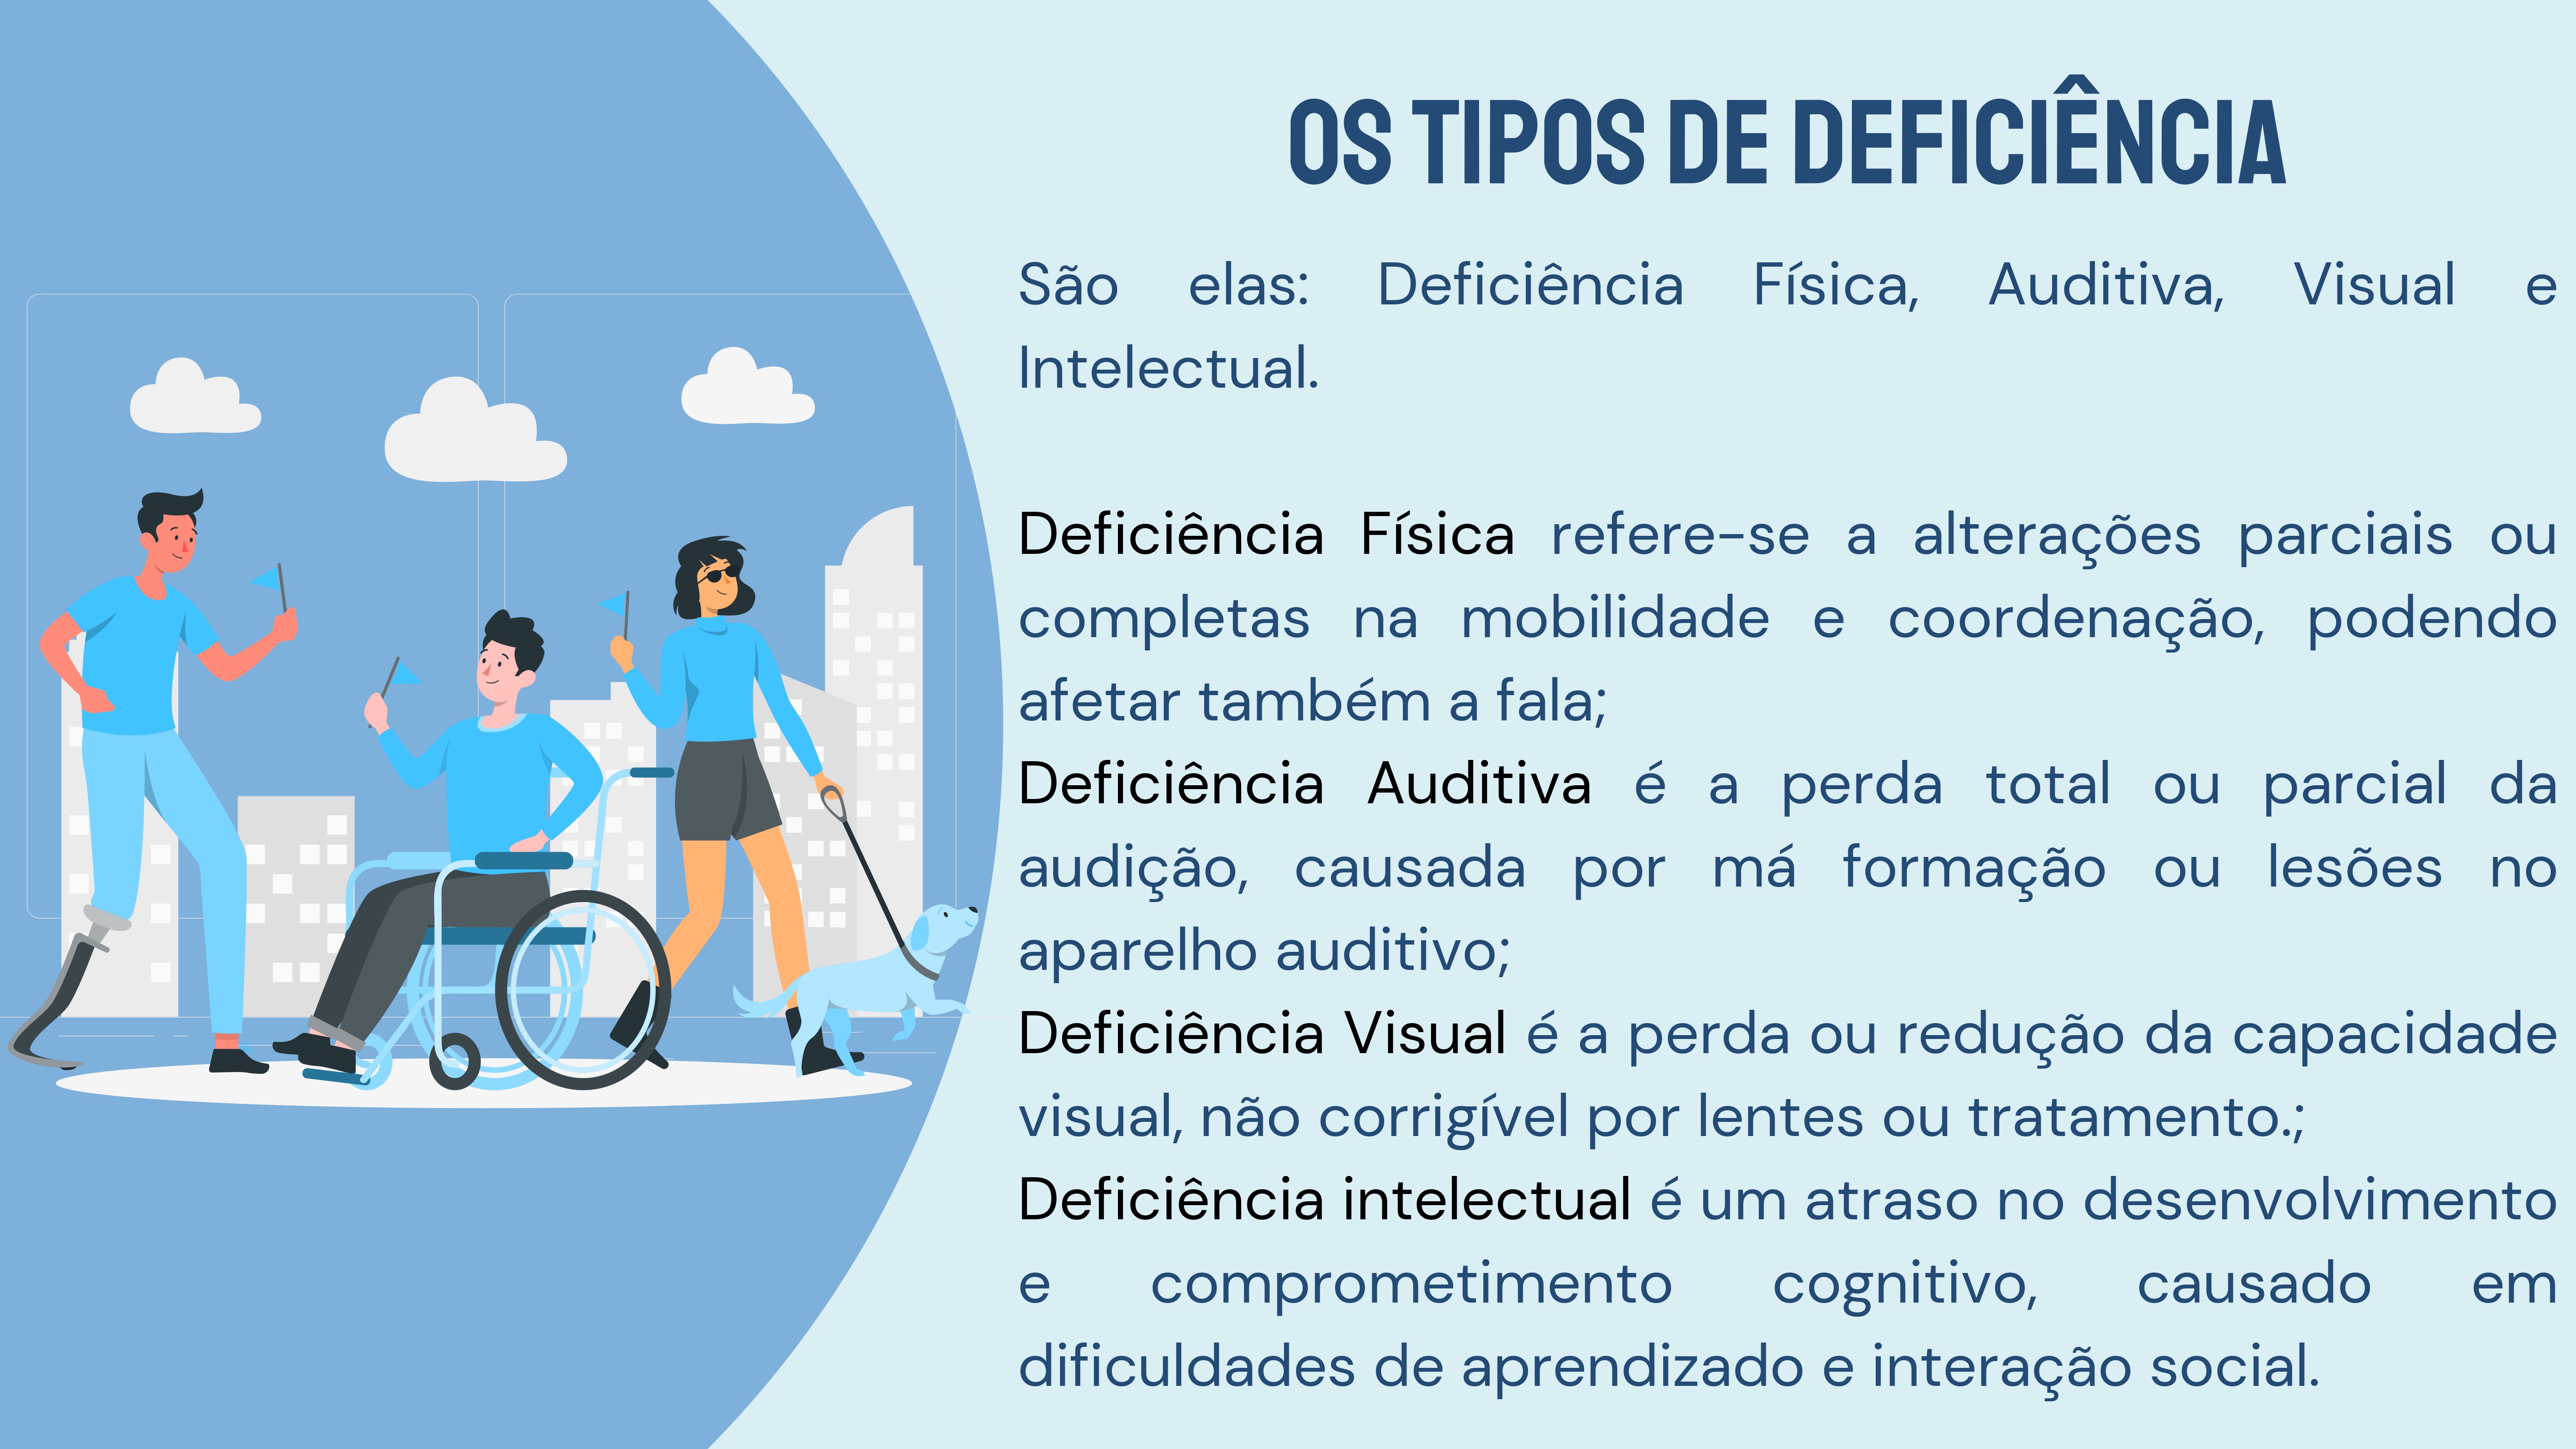 OS TIPOS DE DEFICIÊNCIA
São elas: Deficiência Física, Auditiva, Visual e
Intelectual.
Deficiência Física refere-se a alterações parciais ou
completas na mobilidade e coordenação, podendo
afetar também a fala;
Deficiência Auditiva é a perda total ou parcial da
audição, causada por má formação ou lesões no
aparelho auditivo;
Deficiência Visual é a perda ou redução da capacidade
visual, não corrigível por lentes ou tratamento.;
Deficiência intelectual é um atraso no desenvolvimento
e comprometimento cognitivo, causado em
dificuldades de aprendizado e interação social.